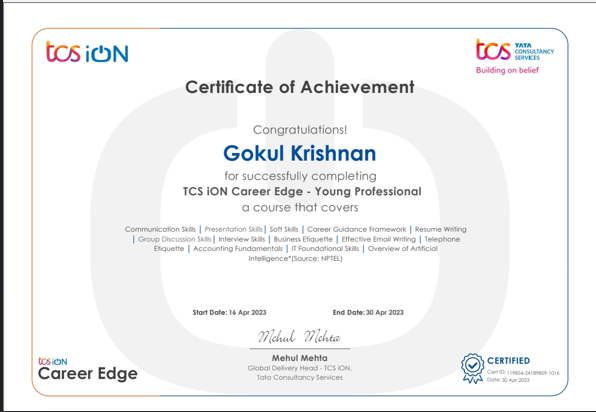 tcs iON
tcs TATA
CONSULTANCY
SERVICES
Building on belief
Certificate of Achievement
Congratulations!
Gokul Krishnan
for successfully completing
TCS iON Career Edge - Young Professional
a course that covers
Communication Skills | Presentation Skills | Soft Skills | Career Guidance Framework | Resume Writing
| Group Discussion Skills | Interview Skills | Business Etiquette | Effective Email Writing | Telephone
Etiquette | Accounting Fundamentals | IT Foundational Skills | Overview of Artificial
Intelligence*(Source: NPTEL)
Start Date: 16 Apr 2023 End Date: 30 Apr 2023
Mehul Mehta
Mehul Mehta
Global Delivery Head - TCS iON,
Tata Consultancy Services
tcs iON
Career Edge
CERTIFIED
Cert ID: 119854-24189859-1016
Date: 30 Apr 2023